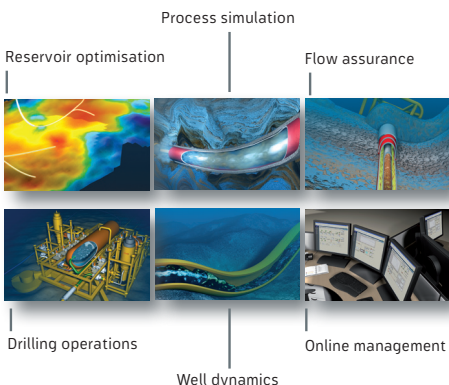 Process simulation
Reservoir optimisation
Flow assurance
Drilling operations
Online management
Well dynamics